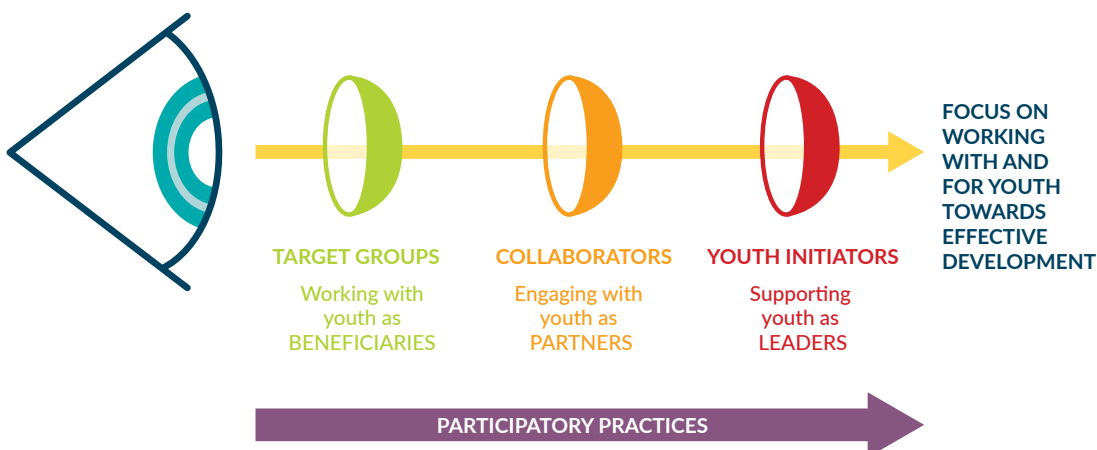 TARGET GROUPS
Working with
youth as
BENEFICIARIES
COLLABORATORS
Engaging with
youth as
PARTNERS
YOUTH INITIATORS
Supporting
youth as
LEADERS
FOCUS ON
WORKING
WITH AND
FOR YOUTH
TOWARDS
EFFECTIVE
DEVELOPMENT
PARTICIPATORY PRACTICES